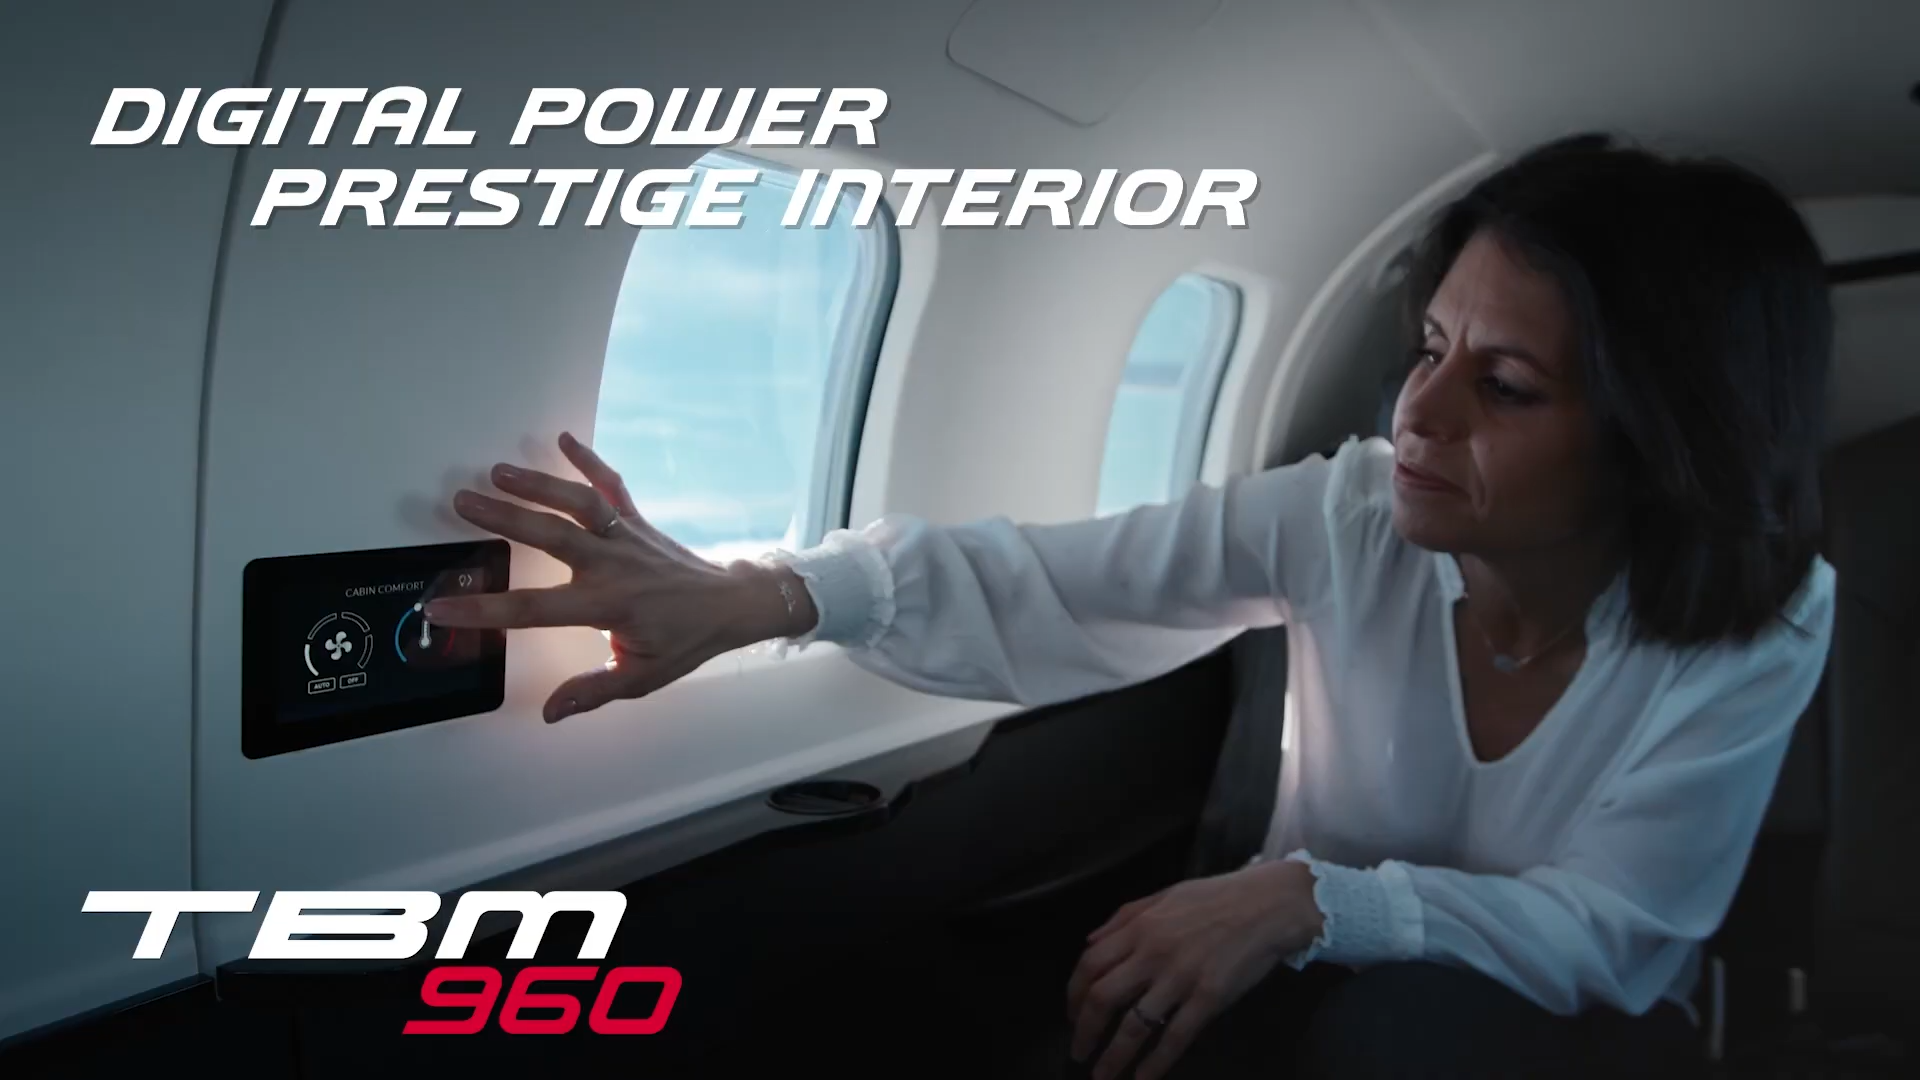 DIGITAL POWER
PRESTIGE INTERIOR
CABIN COMFORT
AUTO OFF
TBM
960